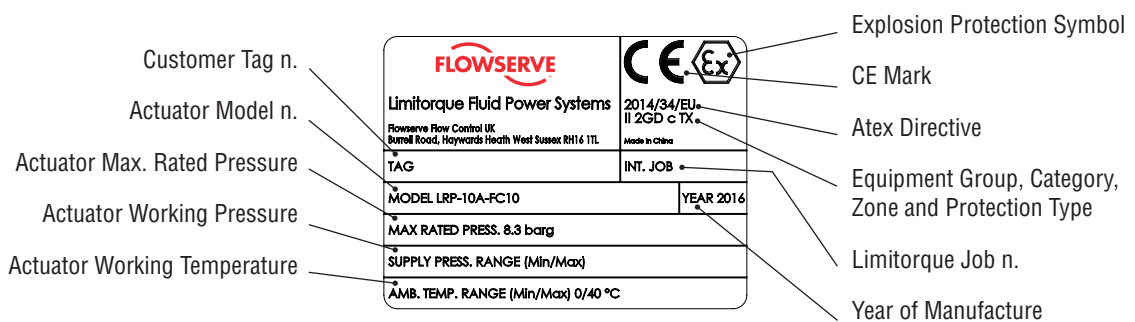 Customer Tag n.
Actuator Model n.
Actuator Max. Rated Pressure
Actuator Working Pressure
Actuator Working Temperature
FLOWSERVE
Limitorque Fluid Power Systems
Flowserve Flow Control UK
Burrell Road, Haywards Heath West Sussex RH16 1TL
CE Ex
2014/34/EU
II 2GD c TX
Made in China
TAG
INT. JOB
MODEL LRP-10A-FC10
YEAR 2016
MAX RATED PRESS. 8.3 barg
SUPPLY PRESS. RANGE (Min/Max)
AMB. TEMP. RANGE (Min/Max) 0/40 °C
Explosion Protection Symbol
CE Mark
Atex Directive
Equipment Group, Category,
Zone and Protection Type
Limitorque Job n.
Year of Manufacture